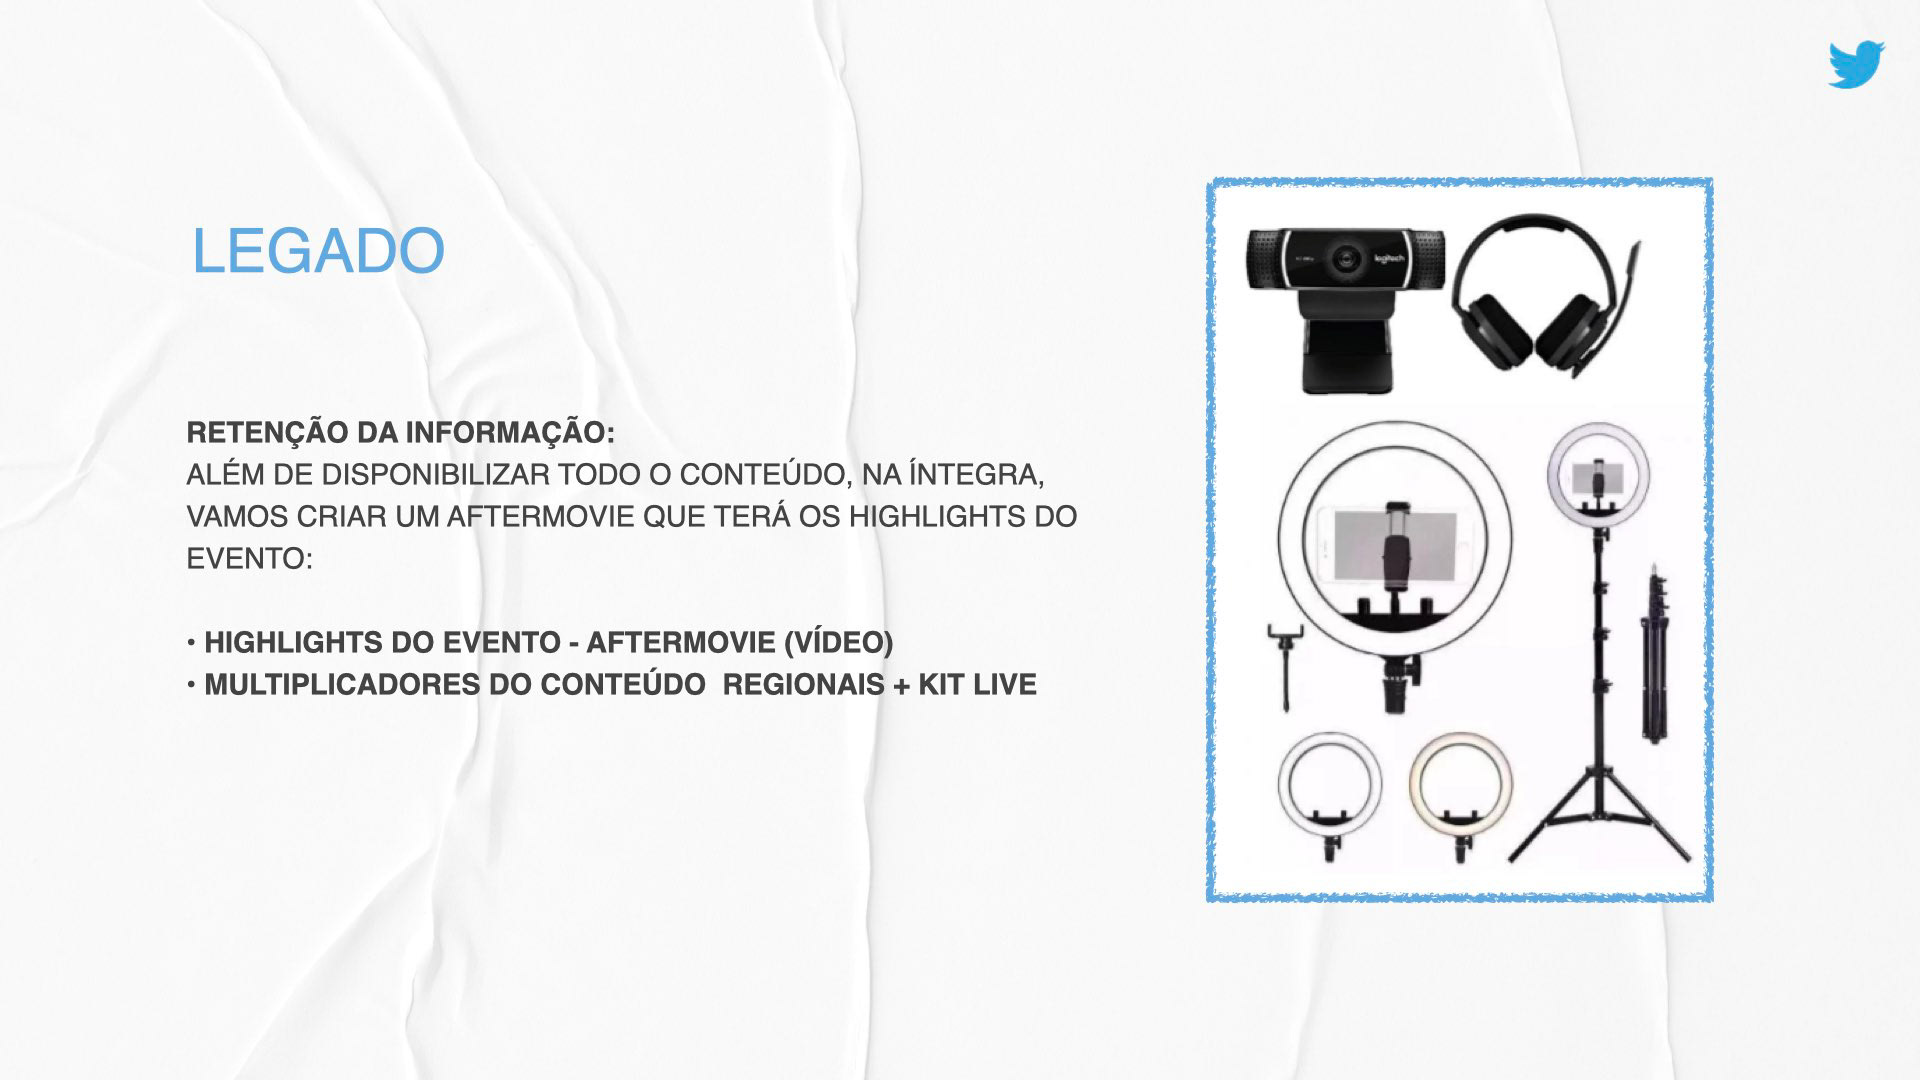 LEGADO
RETENÇÃO DA INFORMAÇÃO:
ALÉM DE DISPONIBILIZAR TODO O CONTEÚDO, NA ÍNTEGRA,
VAMOS CRIAR UM AFTERMOVIE QUE TERÁ OS HIGHLIGHTS DO
EVENTO:
• HIGHLIGHTS DO EVENTO - AFTERMOVIE (VÍDEO)
• MULTIPLICADORES DO CONTEÚDO  REGIONAIS + KIT LIVE
logitech